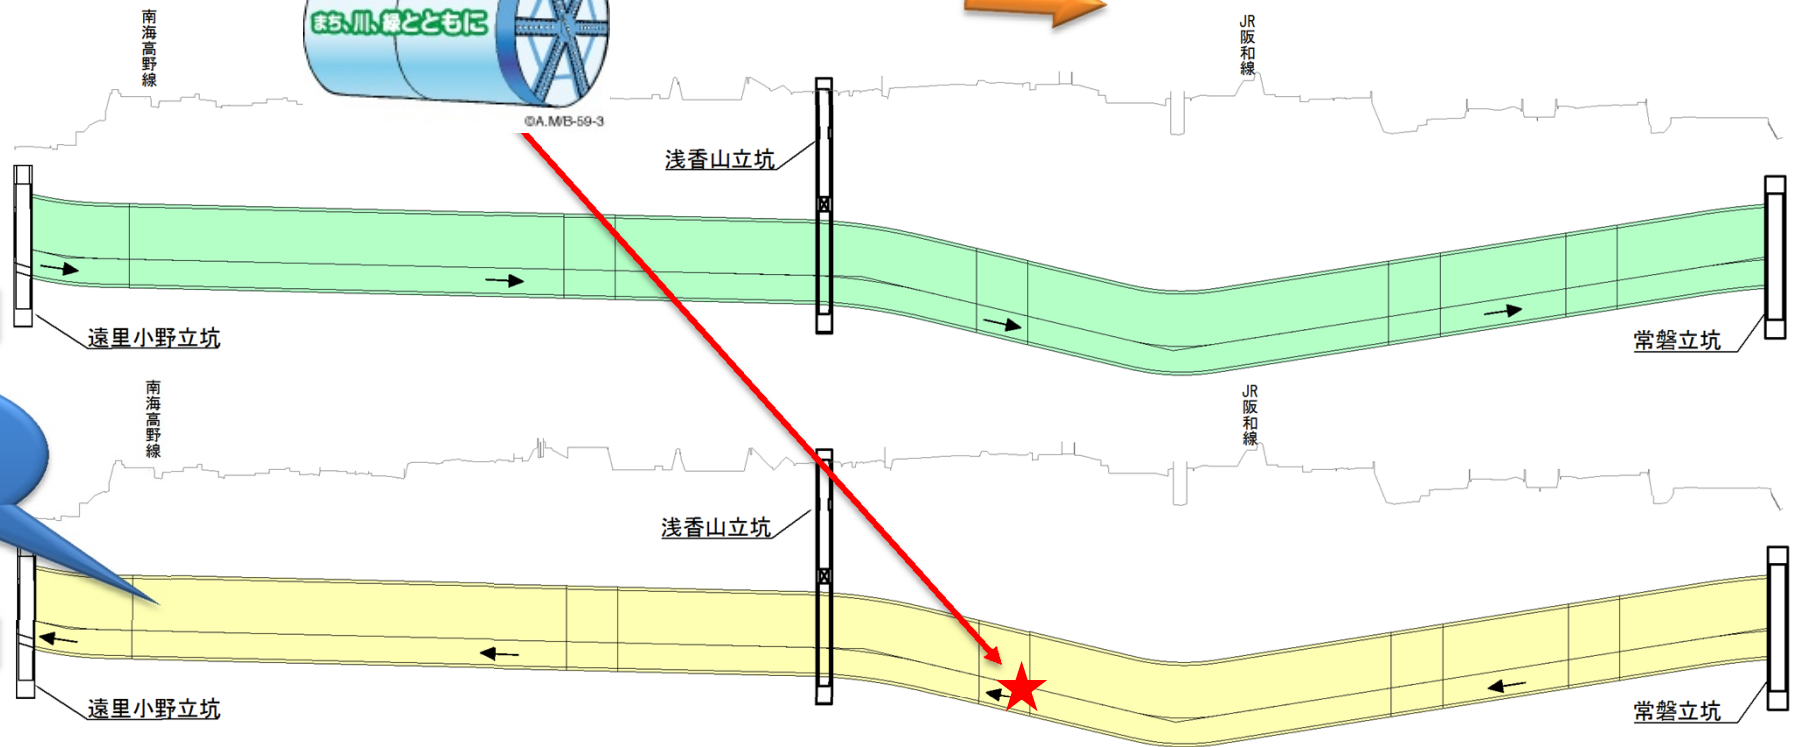 南海高野線
まち、川、緑とともに
©A.M/B-59-3
JR阪和線
浅香山立坑
遠里小野立坑
常磐立坑
南海高野線
JR阪和線
浅香山立坑
遠里小野立坑
常磐立坑